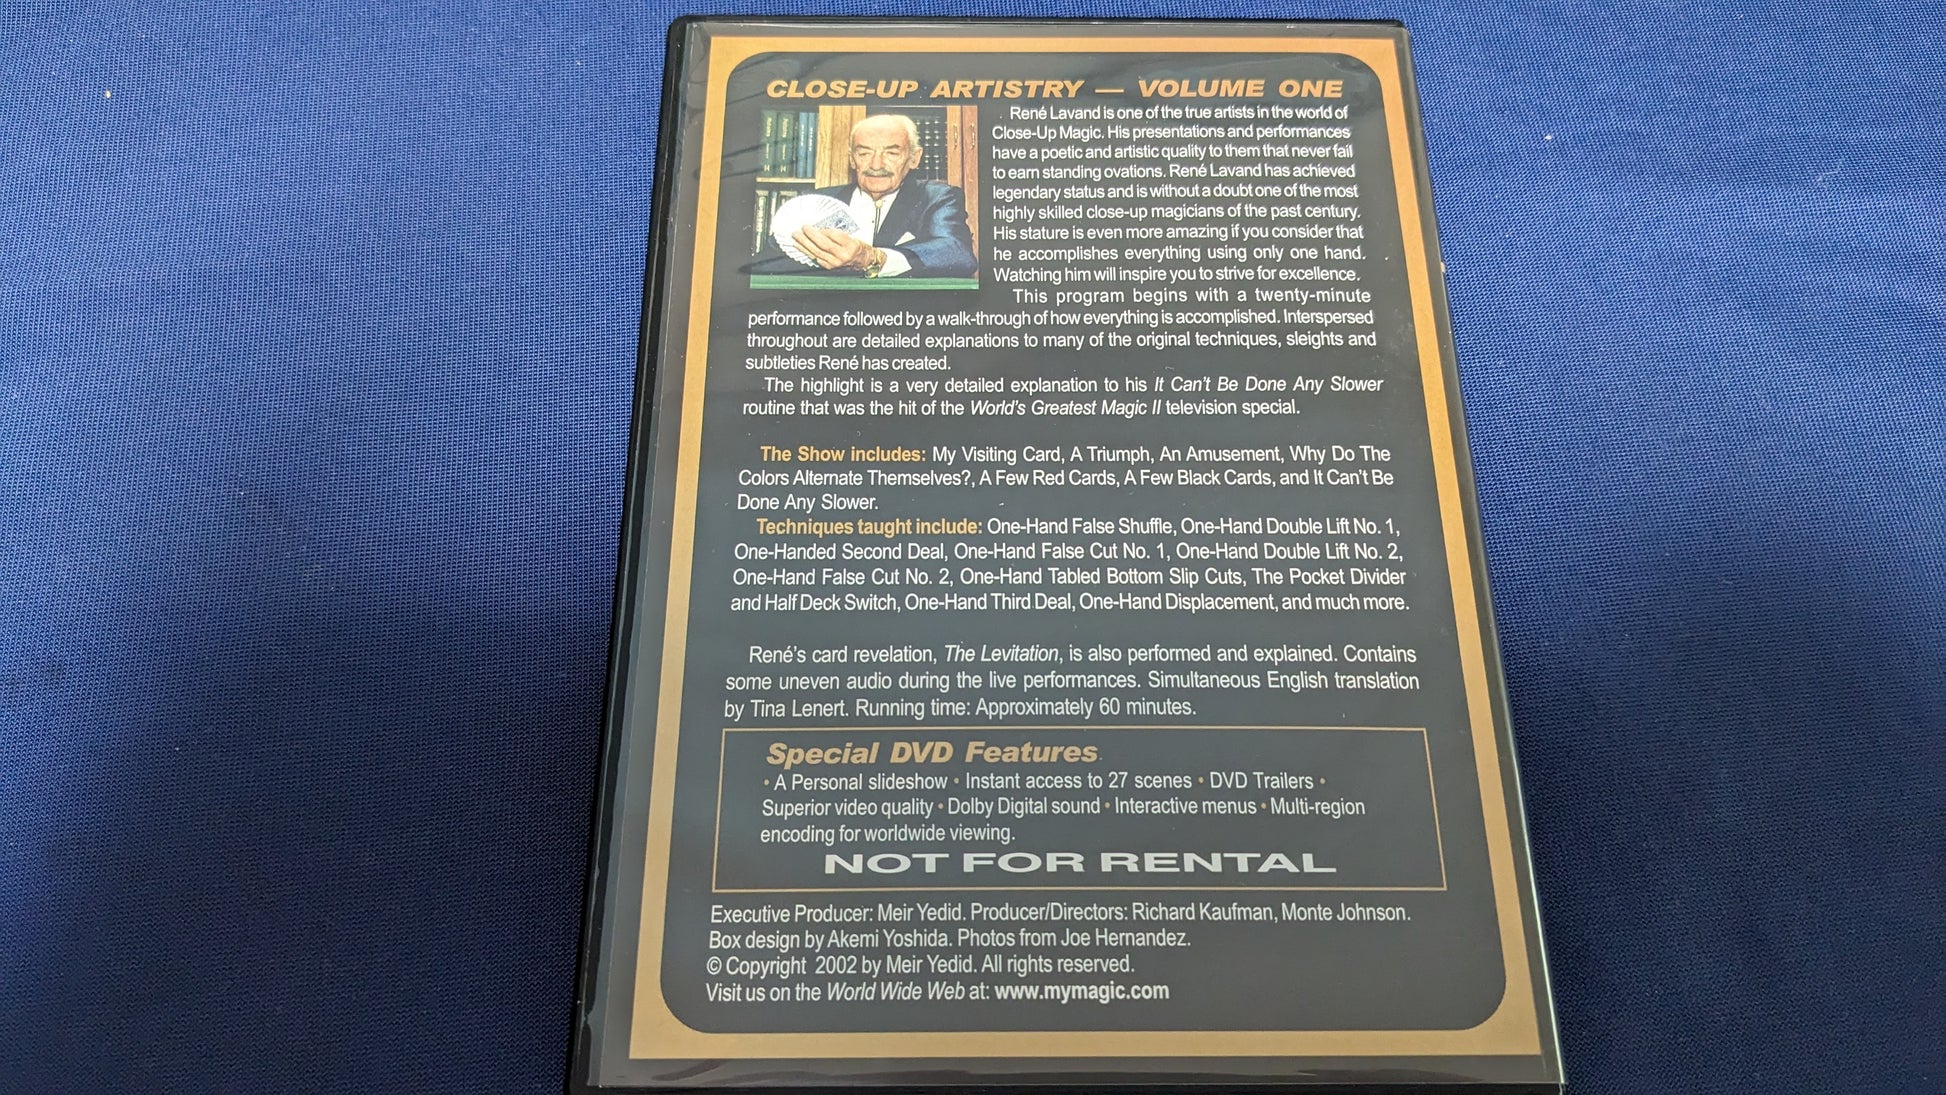 CLOSE-UP ARTISTRY — VOLUME ONE
René Lavand is one of the true artists in the world of
Close-Up Magic. His presentations and performances
have a poetic and artistic quality to them that never fail
to earn standing ovations. René Lavand has achieved
legendary status and is without a doubt one of the most
highly skilled close-up magicians of the past century.
His stature is even more amazing if you consider that
he accomplishes everything using only one hand.
Watching him will inspire you to strive for excellence.
This program begins with a twenty-minute
performance followed by a walk-through of how everything is accomplished. Interspersed
throughout are detailed explanations to many of the original techniques, sleights and
subtleties René has created.
The highlight is a very detailed explanation to his It Can't Be Done Any Slower
routine that was the hit of the World's Greatest Magic II television special.
The Show includes: My Visiting Card, A Triumph, An Amusement, Why Do The
Colors Alternate Themselves?, A Few Red Cards, A Few Black Cards, and It Can't Be
Done Any Slower.
Techniques taught include: One-Hand False Shuffle, One-Hand Double Lift No. 1,
One-Handed Second Deal, One-Hand False Cut No. 1, One-Hand Double Lift No. 2,
One-Hand False Cut No. 2, One-Hand Tabled Bottom Slip Cuts, The Pocket Divider
and Half Deck Switch, One-Hand Third Deal, One-Hand Displacement, and much more.
René's card revelation, The Levitation, is also performed and explained. Contains
some uneven audio during the live performances. Simultaneous English translation
by Tina Lenert. Running time: Approximately 60 minutes.
Special DVD Features
• A Personal slideshow • Instant access to 27 scenes • DVD Trailers •
Superior video quality • Dolby Digital sound • Interactive menus • Multi-region
encoding for worldwide viewing.
NOT FOR RENTAL
Executive Producer: Meir Yedid. Producer/Directors: Richard Kaufman, Monte Johnson.
Box design by Akemi Yoshida. Photos from Joe Hernandez.
© Copyright 2002 by Meir Yedid. All rights reserved.
Visit us on the World Wide Web at: www.mymagic.com